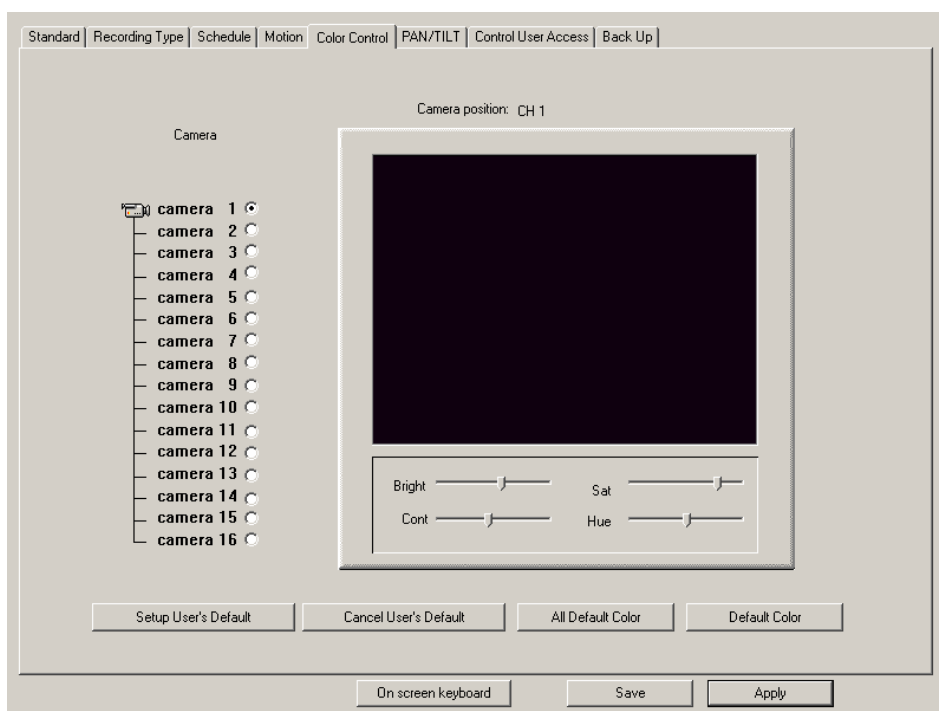 Standard Recording Type Schedule Motion Color Control PAN/TILT Control User Access Back Up
Camera position: CH 1
Camera
camera 1
camera 2
camera 3
camera 4
camera 5
camera 6
camera 7
camera 8
camera 9
camera 10
camera 11
camera 12
camera 13
camera 14
camera 15
camera 16
Bright Sat
Cont Hue
Setup User's Default Cancel User's Default All Default Color Default Color
On screen keyboard Save Apply